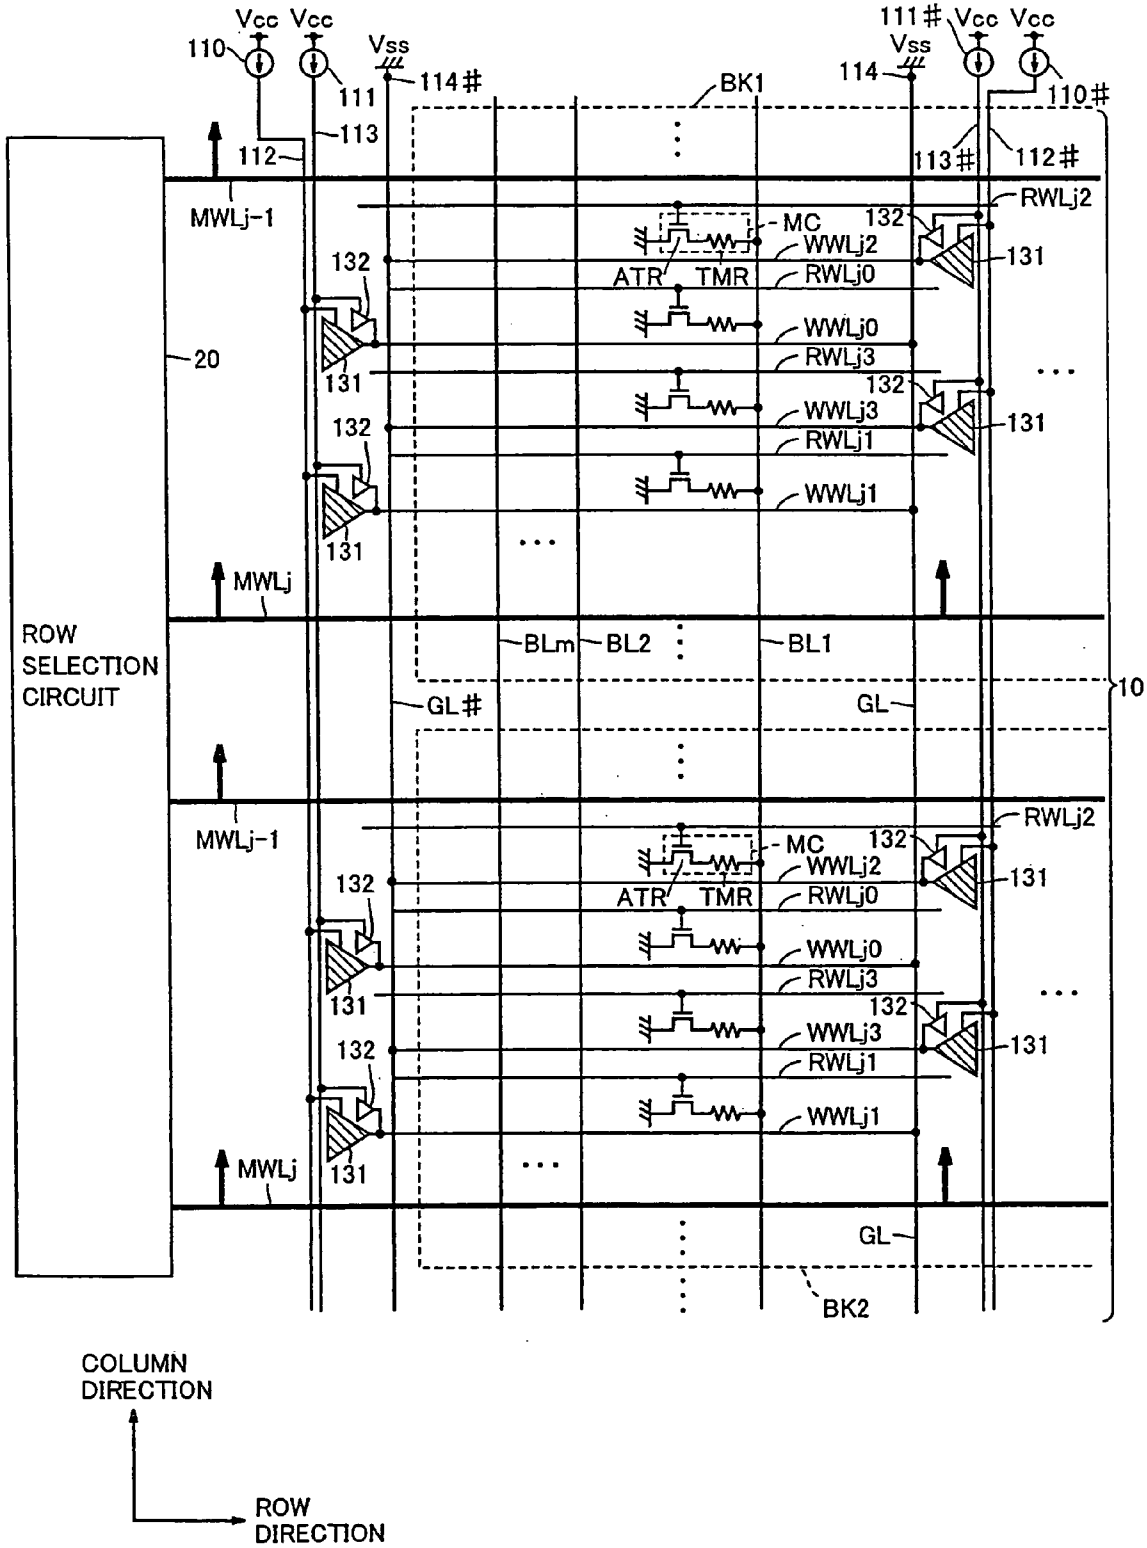 Vcc Vcc 111# Vcc Vcc
110 Vss Vss
111 114# BK1 114 110#
113
112 113# 112#
MWLj-1 RWLj2
132 MC WWLj2 132 131
ATR TMR RWLj0
20 131 WWLj0
RWLj3 ...
132 132
WWLj3 131
RWLj1
WWLj1
131 ...
MWLj
ROW
SELECTION
CIRCUIT
BLm BL2 BL1
GL# GL 10
MWLj-1 RWLj2
MC 132
132 WWLj2 131
ATR TMR RWLj0
WWLj0
131 RWLj3 ...
132
132 WWLj3 131
RWLj1
WWLj1
MWLj 131 ...
GL
BK2
COLUMN
DIRECTION
ROW
DIRECTION